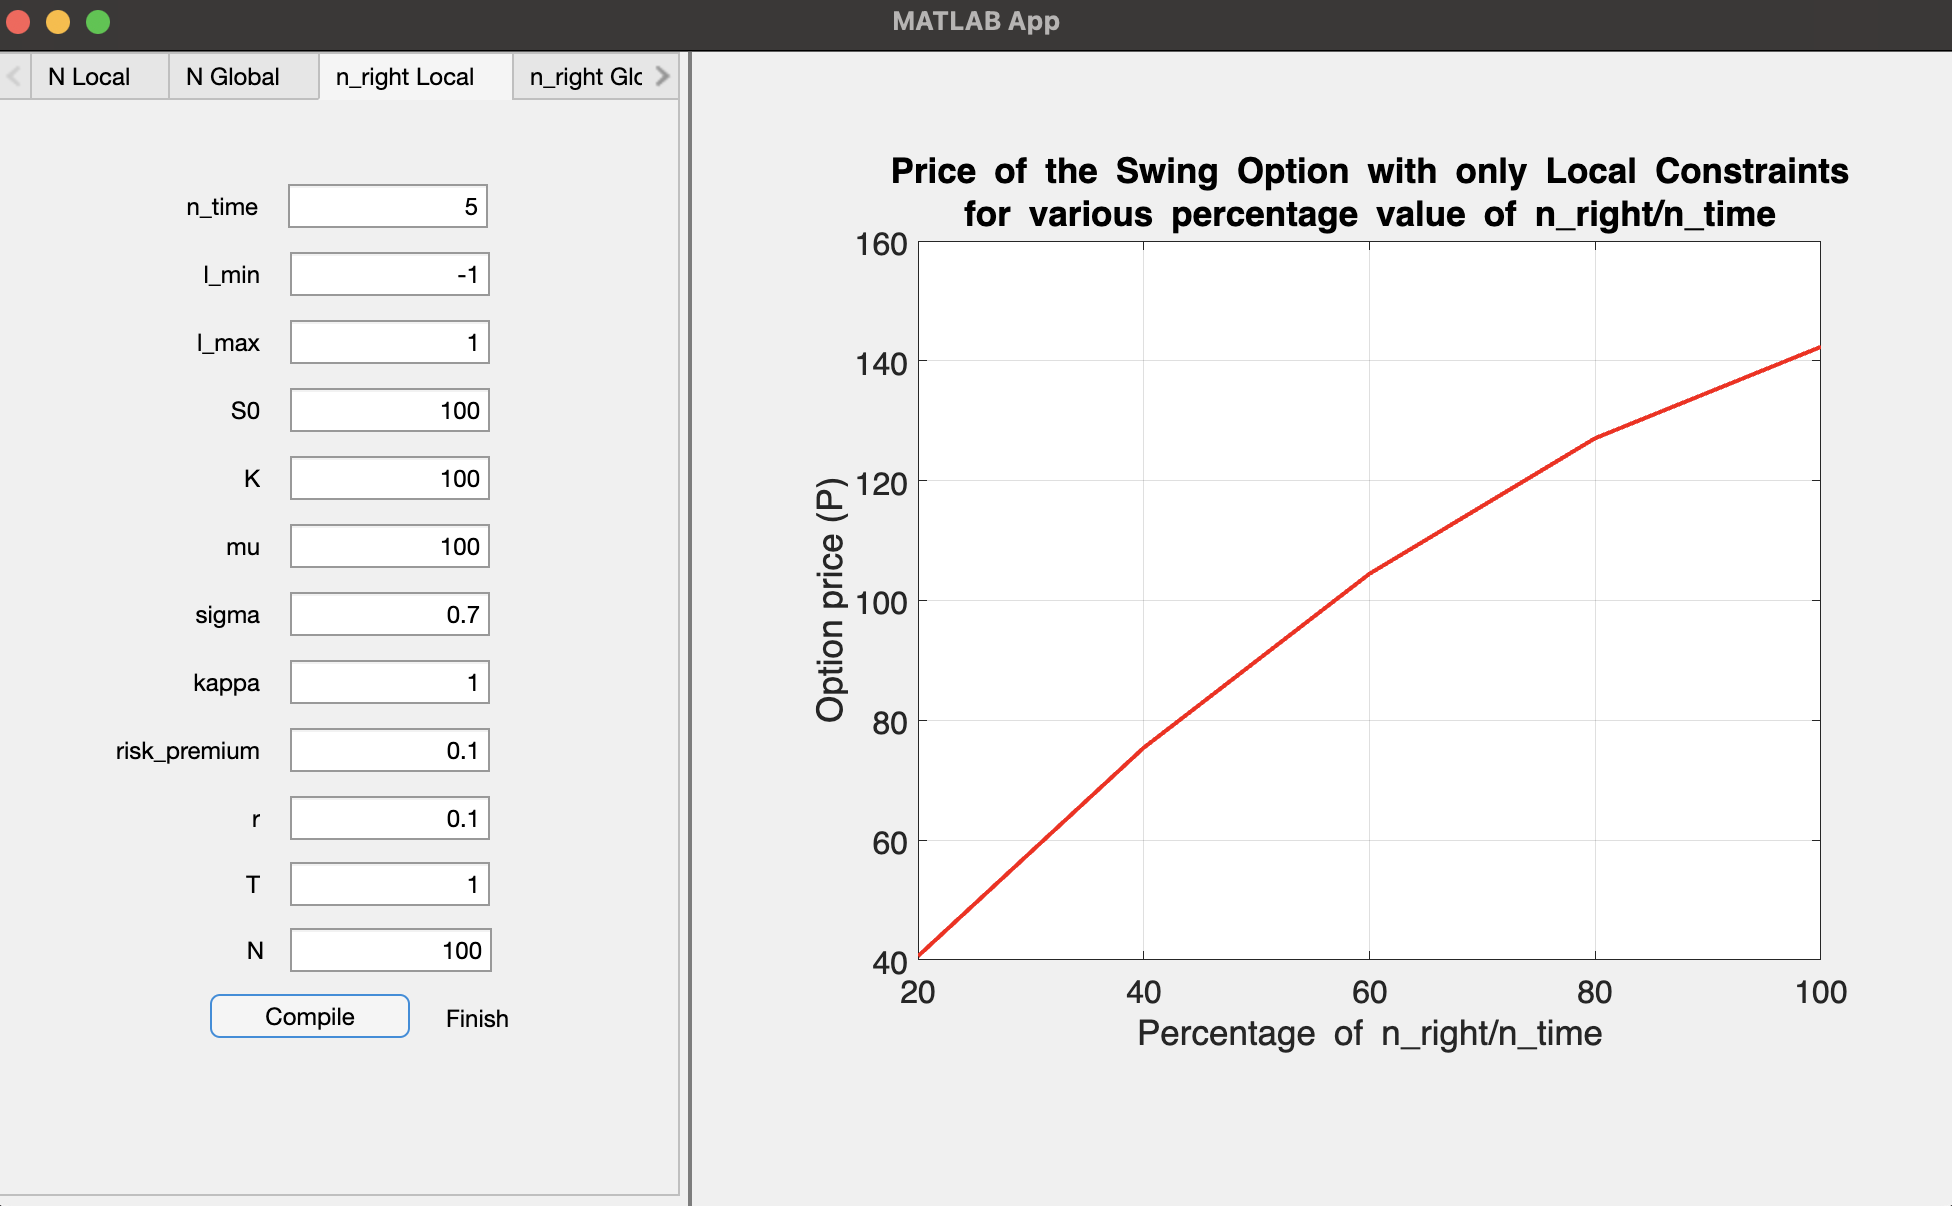 MATLAB App
N Local
N Global
n_right Local
n_right Glo
n_time 5
l_min -1
l_max 1
S0 100
K 100
mu 100
sigma 0.7
kappa 1
risk_premium 0.1
r 0.1
T 1
N 100
Compile
Finish
Price of the Swing Option with only Local Constraints
for various percentage value of n_right/n_time
Option price (P)
160
140
120
100
80
60
40
20 40 60 80 100
Percentage of n_right/n_time